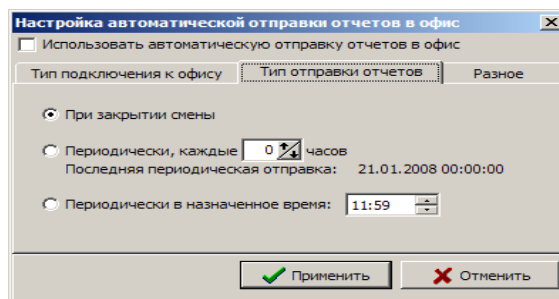 Настройка автоматической отправки отчетов в офис
Использовать автоматическую отправку отчетов в офис
Тип подключения к офису Тип отправки отчетов Разное
При закрытии смены
Периодически, каждые 0 часов
Последняя периодическая отправка: 21.01.2008 00:00:00
Периодически в назначенное время: 11:59
Применить Отменить